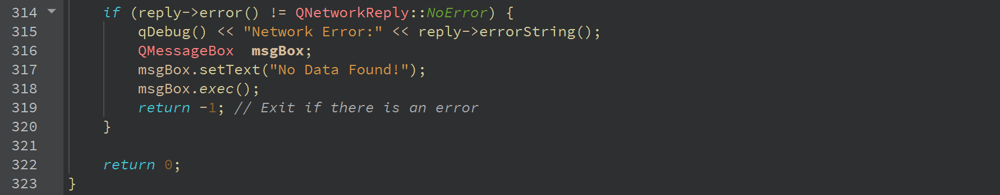 314 if (reply->error() != QNetworkReply::NoError) {
315 qDebug() << "Network Error:" << reply->errorString();
316 QMessageBox  msgBox;
317 msgBox.setText("No Data Found!");
318 msgBox.exec();
319 return -1; // Exit if there is an error
320 }
321
322 return 0;
323 }